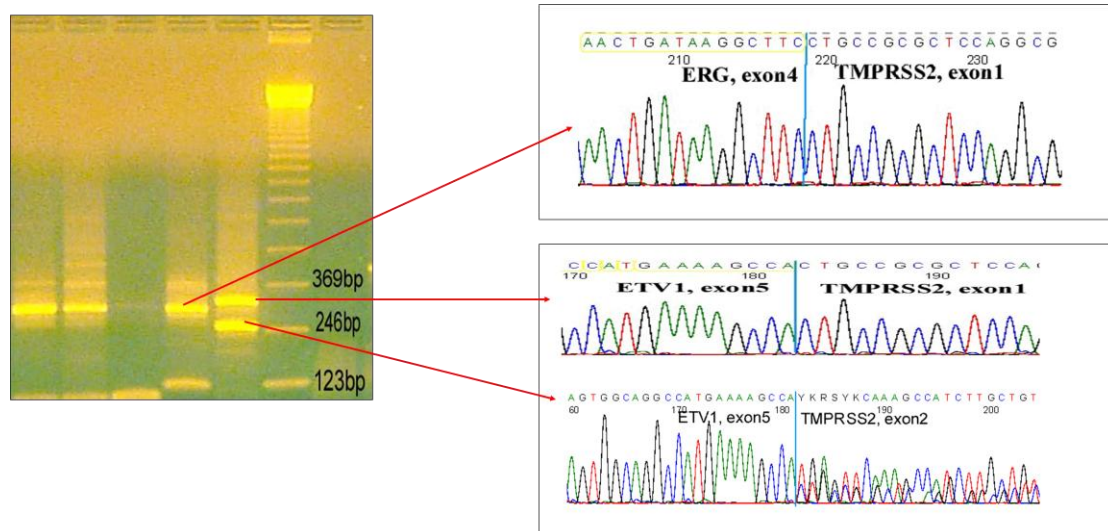 369bp
246bp
123bp
AACTGATAAGGCTTCCTGCCGCGCTCCAGGCG
210 220 230
ERG, exon4 TMPRSS2, exon1
CCATGAAAAGCCACTGCCGCGCTCCA
170 180 190
ETV1, exon5 TMPRSS2, exon1
AGTGGCAGGCCATGAAAAGCCAYKRSYKCAAAGCCATCTTGCTGT
60 170 180 190 200
ETV1, exon5 TMPRSS2, exon2